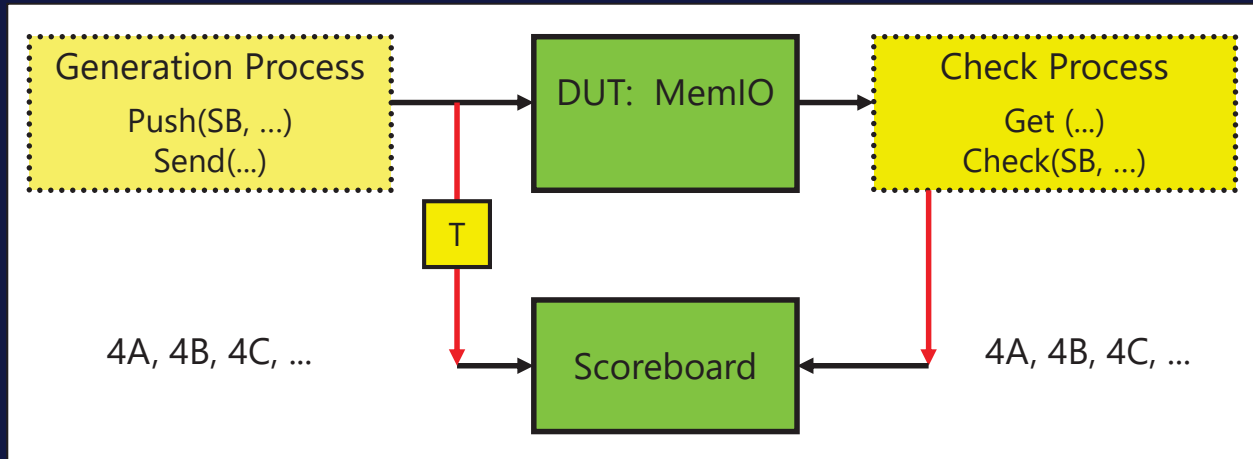 Generation Process
Push(SB, ...)
Send(...)
DUT: MemIO
Check Process
Get (...)
Check(SB, ...)
T
4A, 4B, 4C, ...
Scoreboard
4A, 4B, 4C, ...